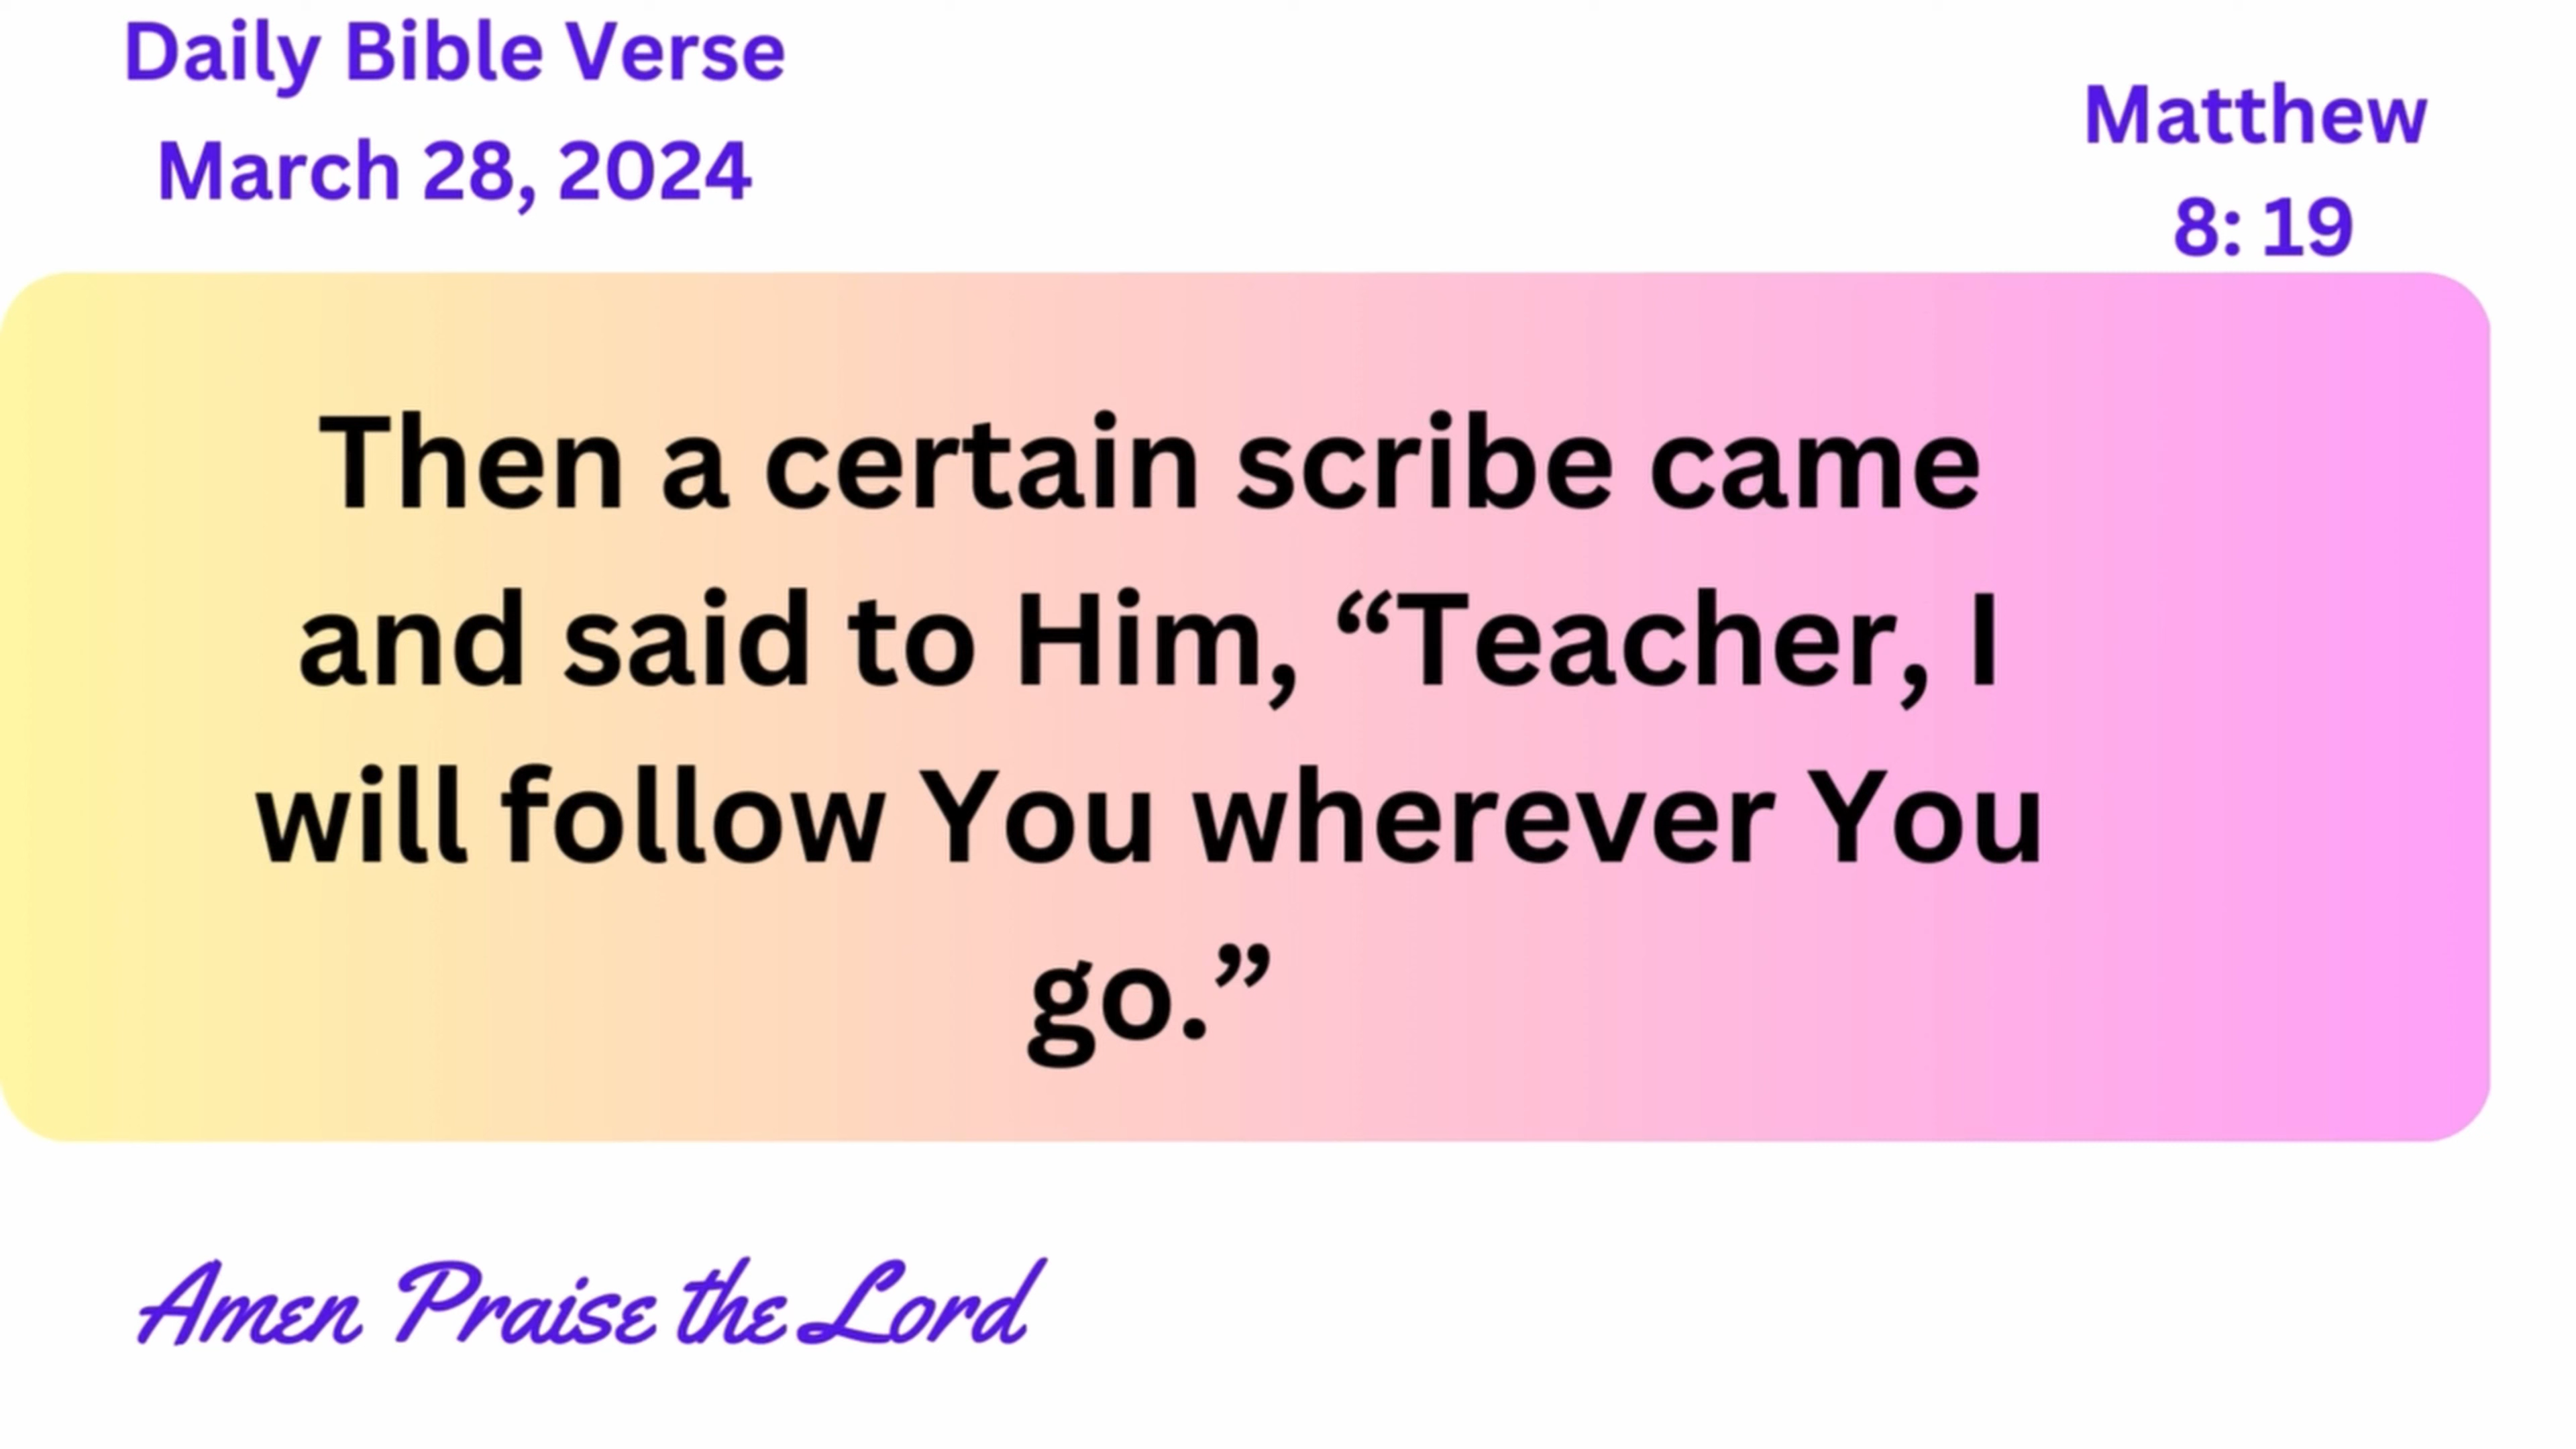 Daily Bible Verse
March 28, 2024
Matthew
8: 19
Then a certain scribe came
and said to Him, “Teacher, I
will follow You wherever You
go.”
Amen Praise the Lord